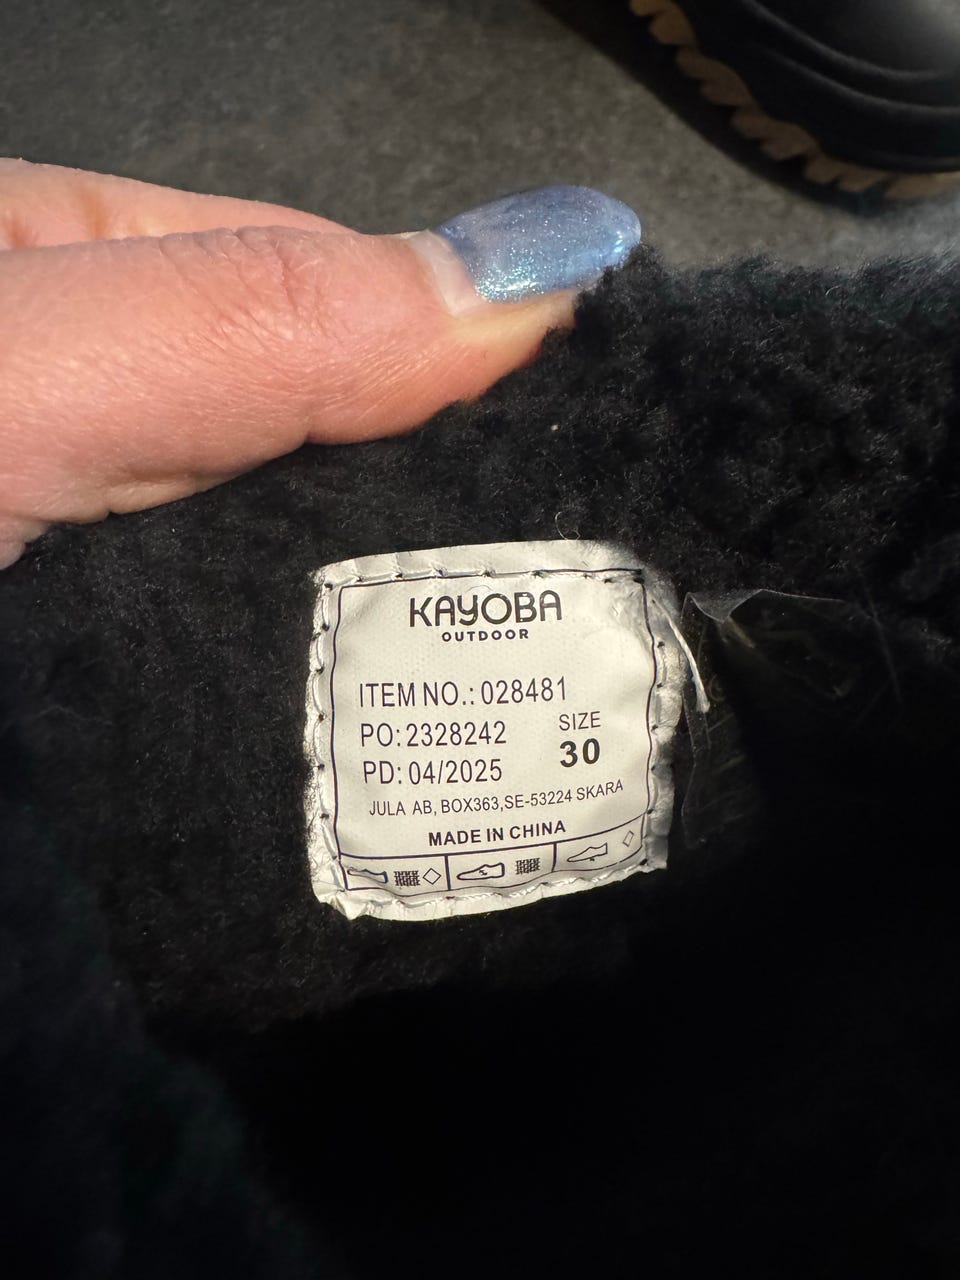 KAYOBA
OUTDOOR
ITEM NO.: 028481
PO: 2328242
SIZE
30
PD: 04/2025
JULA AB, BOX363, SE-53224 SKARA
MADE IN CHINA